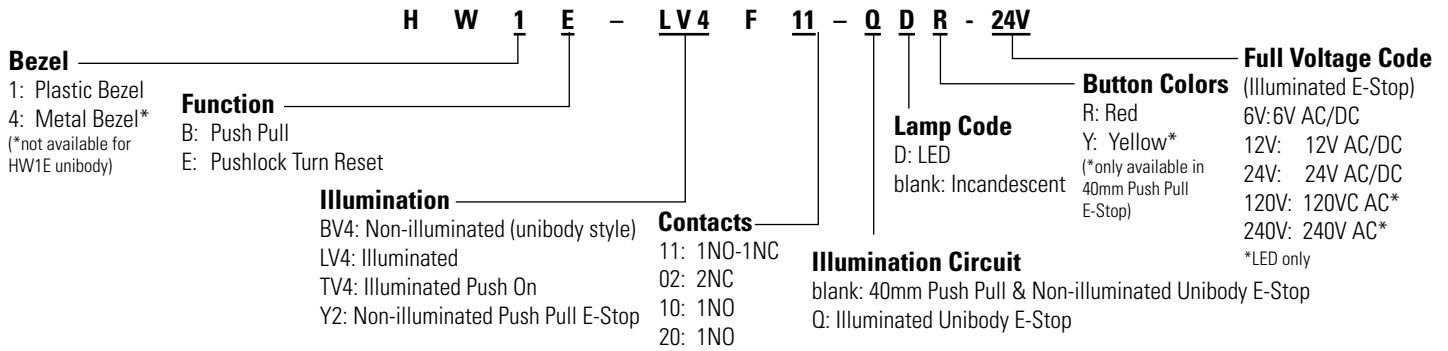 H W 1 E – LV4 F 11 – Q D R - 24V
Bezel
1: Plastic Bezel
4: Metal Bezel*
(*not available for
HW1E unibody)
Function
B: Push Pull
E: Pushlock Turn Reset
Illumination
BV4: Non-illuminated (unibody style)
LV4: Illuminated
TV4: Illuminated Push On
Y2: Non-illuminated Push Pull E-Stop
Contacts
11: 1NO-1NC
02: 2NC
10: 1NO
20: 1NO
Illumination Circuit
blank: 40mm Push Pull & Non-illuminated Unibody E-Stop
Q: Illuminated Unibody E-Stop
Lamp Code
D: LED
blank: Incandescent
Button Colors
R: Red
Y: Yellow*
(*only available in
40mm Push Pull
E-Stop)
Full Voltage Code
(Illuminated E-Stop)
6V: 6V AC/DC
12V: 12V AC/DC
24V: 24V AC/DC
120V: 120VC AC*
240V: 240V AC*
*LED only